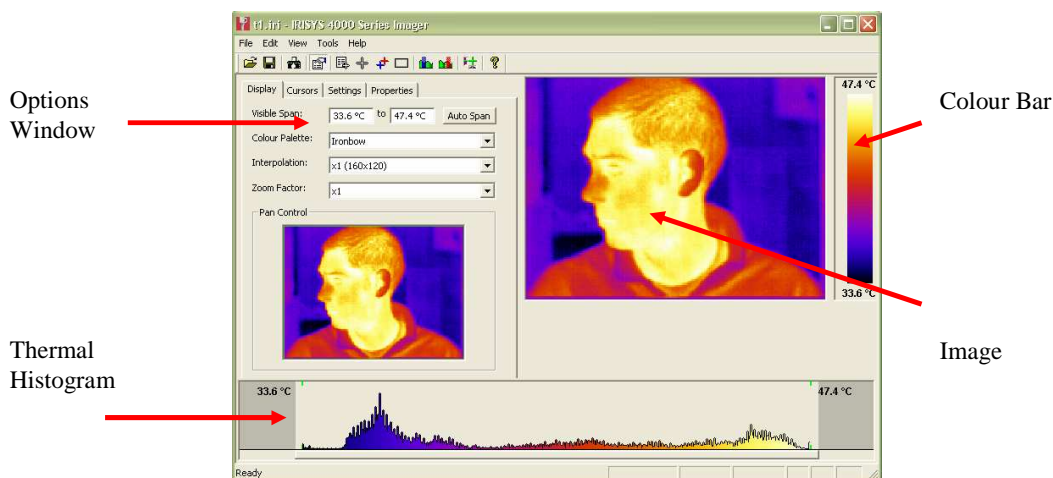 t1.iri - IRISYS 4000 Series Imager
File Edit View Tools Help
Display Cursors Settings Properties
Visible Span: 33.6 °C to 47.4 °C Auto Span
Colour Palette: Ironbow
Interpolation: x1 (160x120)
Zoom Factor: x1
Pan Control
47.4 °C
33.6 °C
Options
Window
Colour Bar
Thermal
Histogram
Image
33.6 °C
47.4 °C
Ready